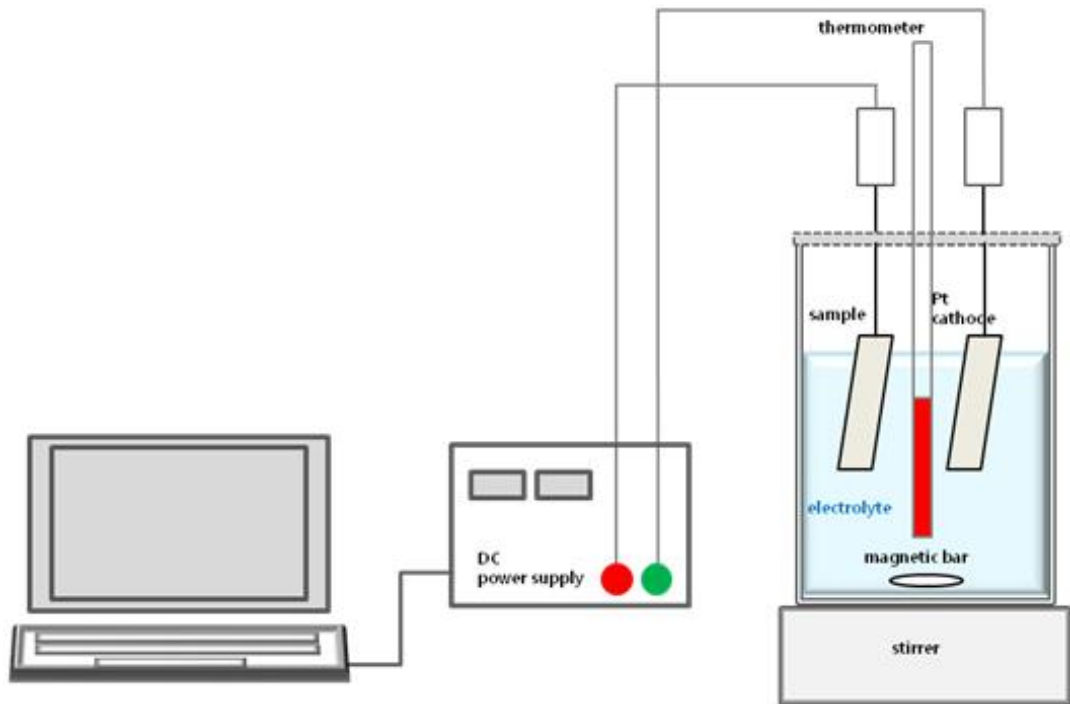 thermometer
sample
Pt
cathode
electrolyte
magnetic bar
DC
power supply
stirrer